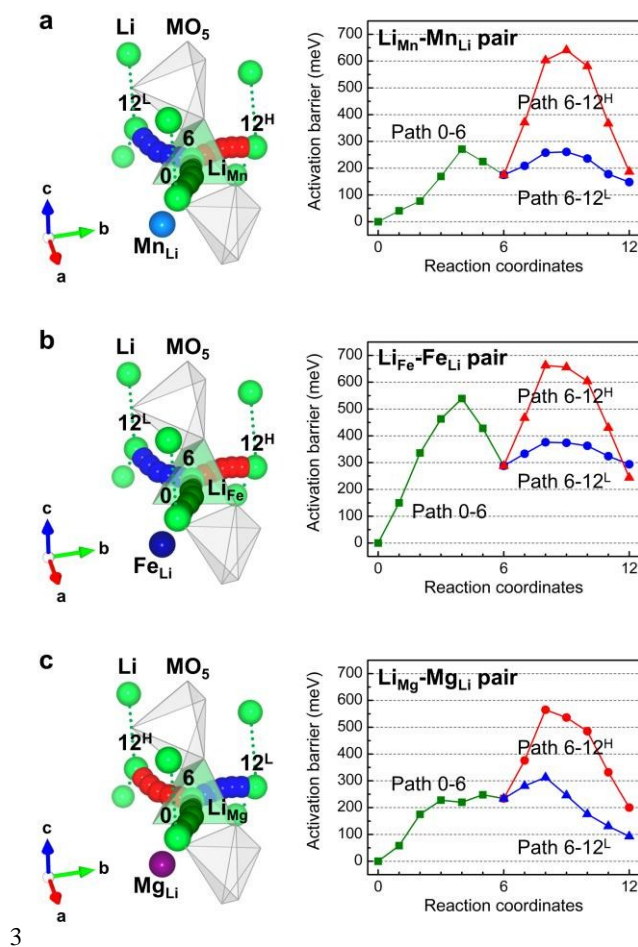 a
Li
MO5
12L
12H
6
0
LiMn
MnLi
c
b
a
LiMn-MnLi pair
Activation barrier (meV)
700
600
500
400
300
200
100
0
Path 0-6
Path 6-12H
Path 6-12L
0
6
12
Reaction coordinates
b
Li
MO5
12L
12H
6
0
LiFe
FeLi
c
b
a
LiFe-FeLi pair
Activation barrier (meV)
700
600
500
400
300
200
100
0
Path 0-6
Path 6-12H
Path 6-12L
0
6
12
Reaction coordinates
c
Li
MO5
12H
12L
6
0
LiMg
MgLi
c
b
a
LiMg-MgLi pair
Activation barrier (meV)
700
600
500
400
300
200
100
0
Path 0-6
Path 6-12H
Path 6-12L
0
6
12
Reaction coordinates
3